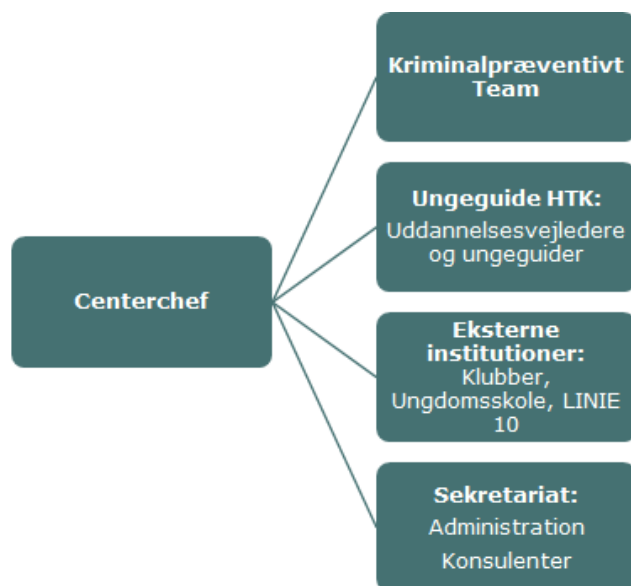 Centerchef
Kriminalpræventivt
Team
Ungeguide HTK:
Uddannelsesvejledere
og ungeguider
Eksterne
institutioner:
Klubber,
Ungdomsskole, LINIE
10
Sekretariat:
Administration
Konsulenter